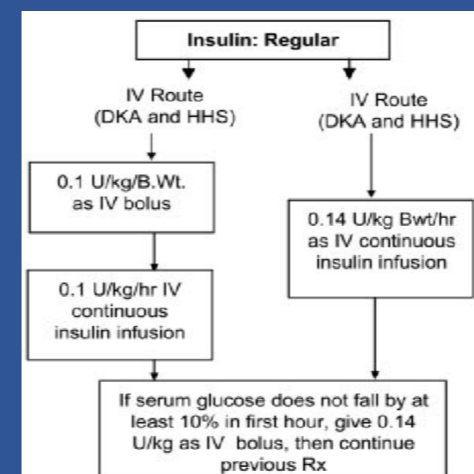 Insulin: Regular
IV Route
(DKA and HHS)
IV Route
(DKA and HHS)
0.1 U/kg/B.Wt.
as IV bolus
0.14 U/kg Bwt/hr
as IV continuous
insulin infusion
0.1 U/kg/hr IV
continuous
insulin infusion
If serum glucose does not fall by at
least 10% in first hour, give 0.14
U/kg as IV bolus, then continue
previous Rx